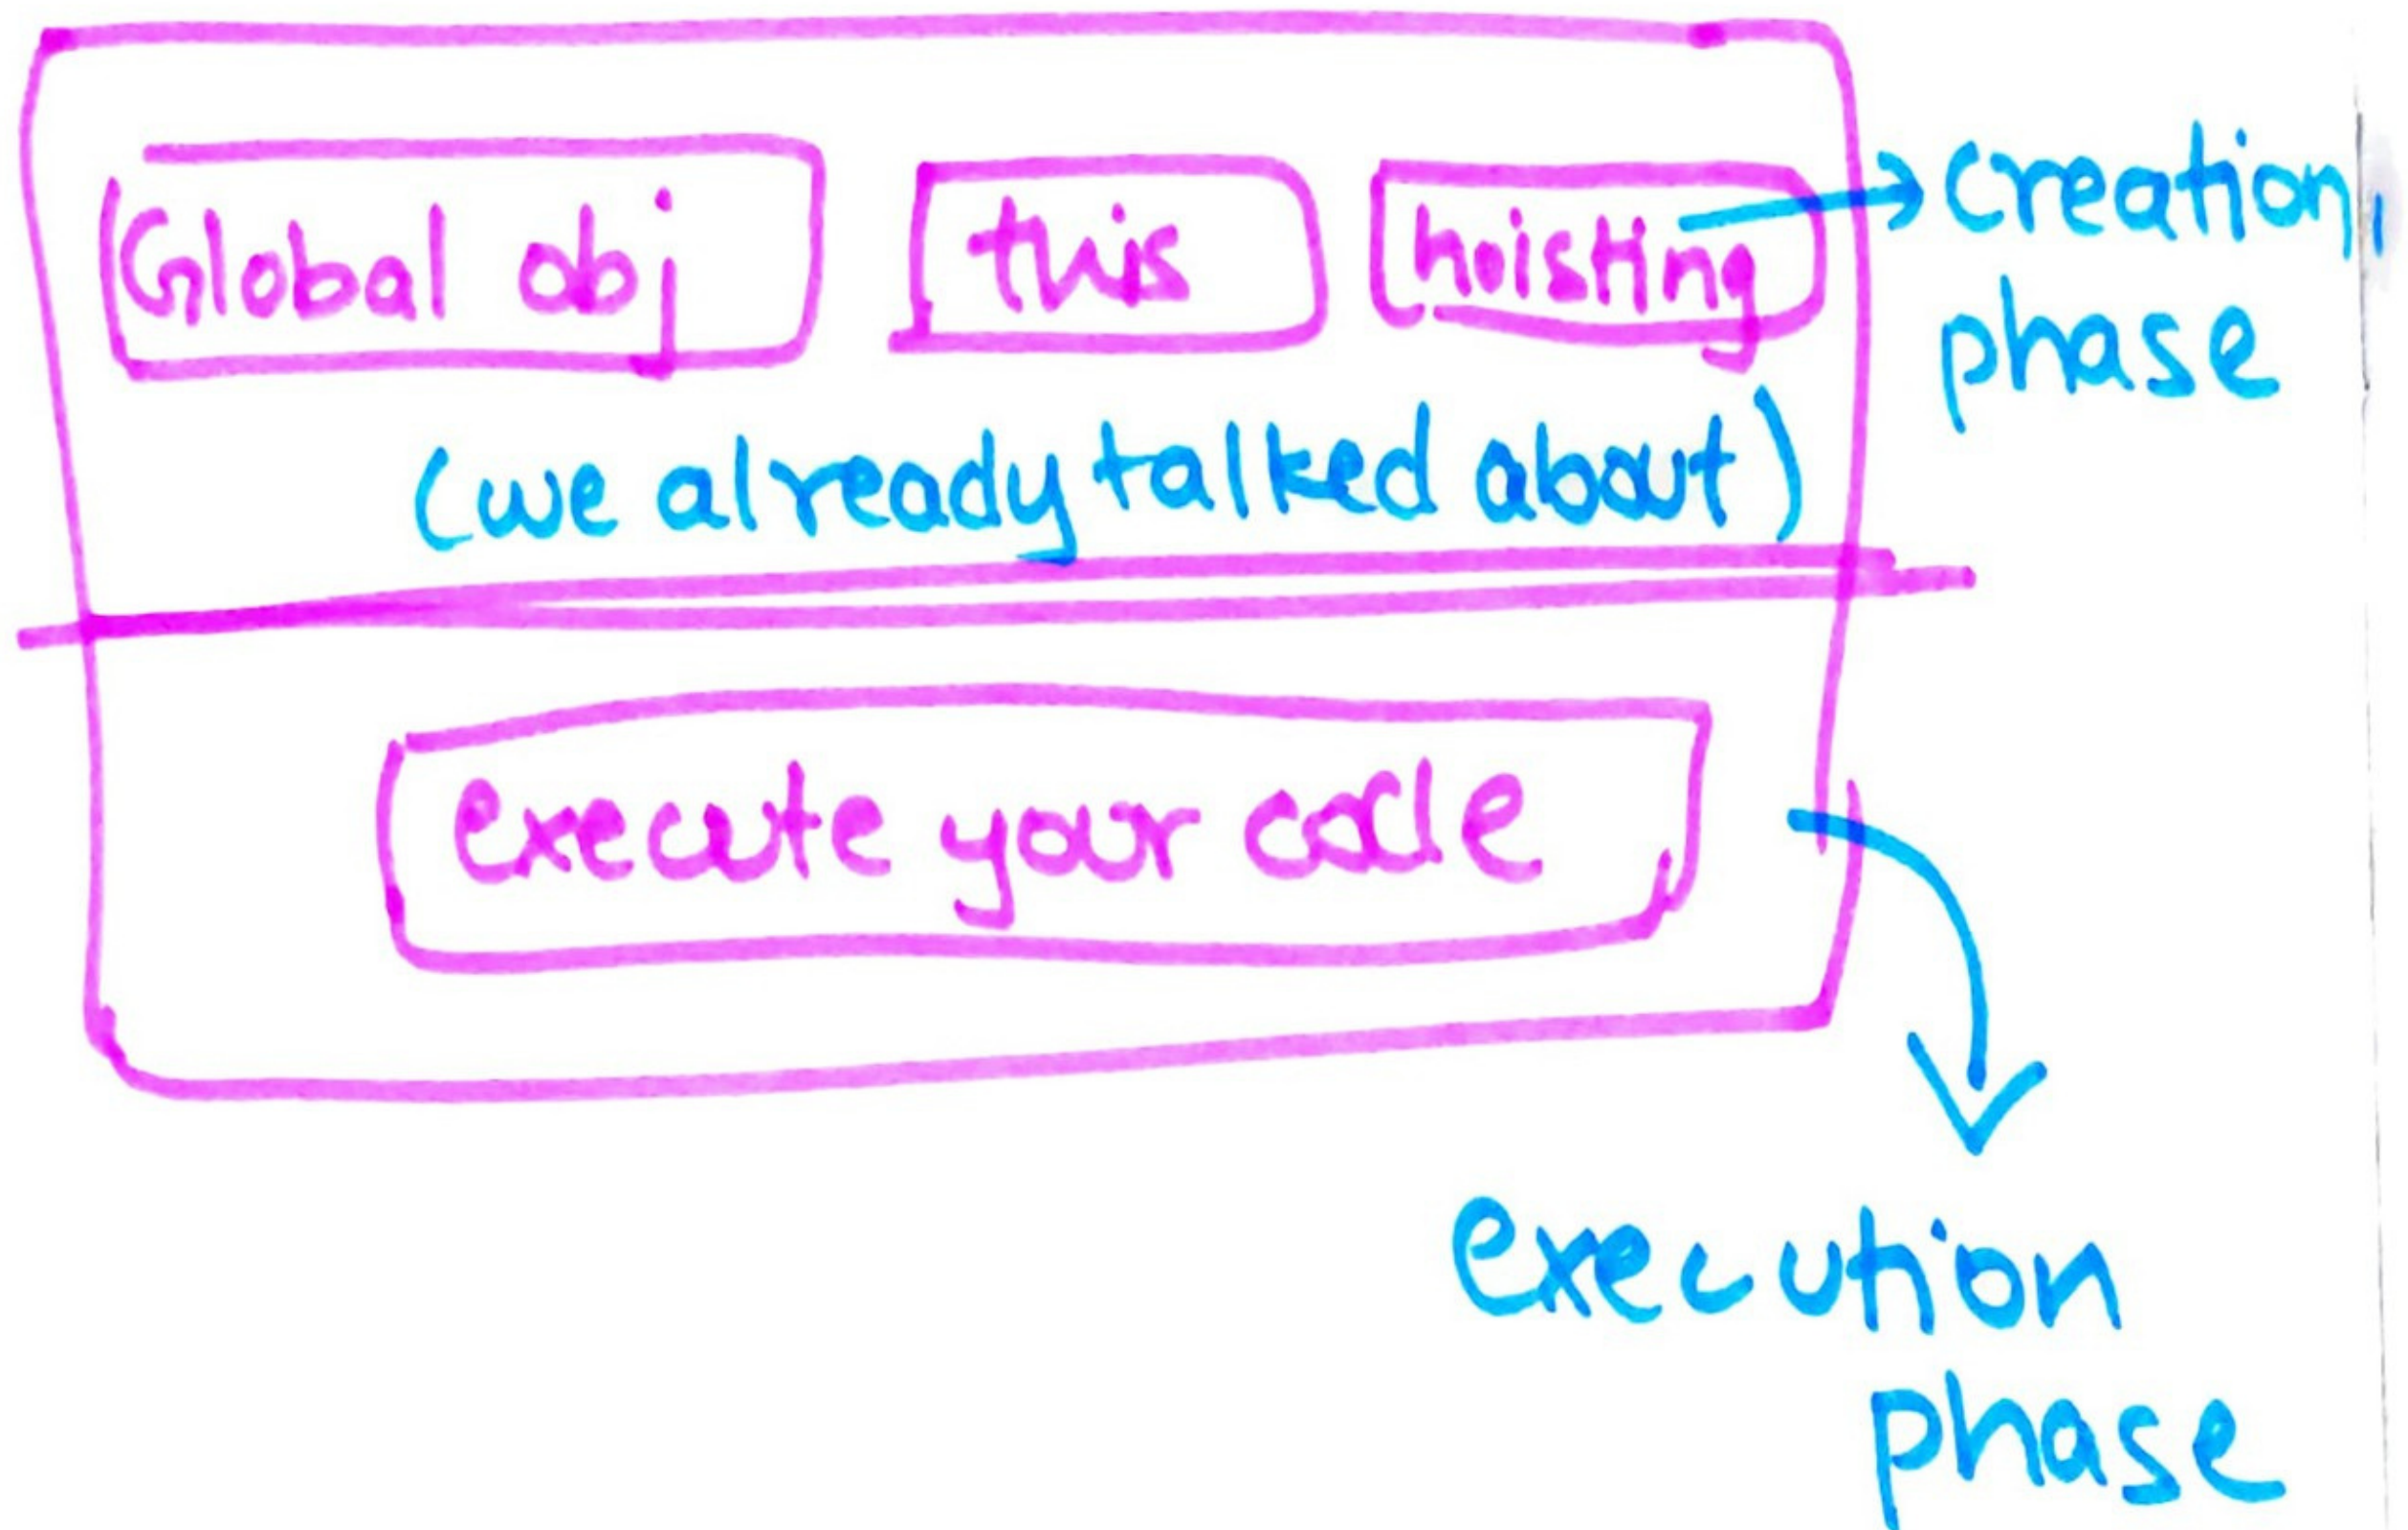 Global obj this hoisting
creation
phase
(we already talked about)
execute your code
execution
phase